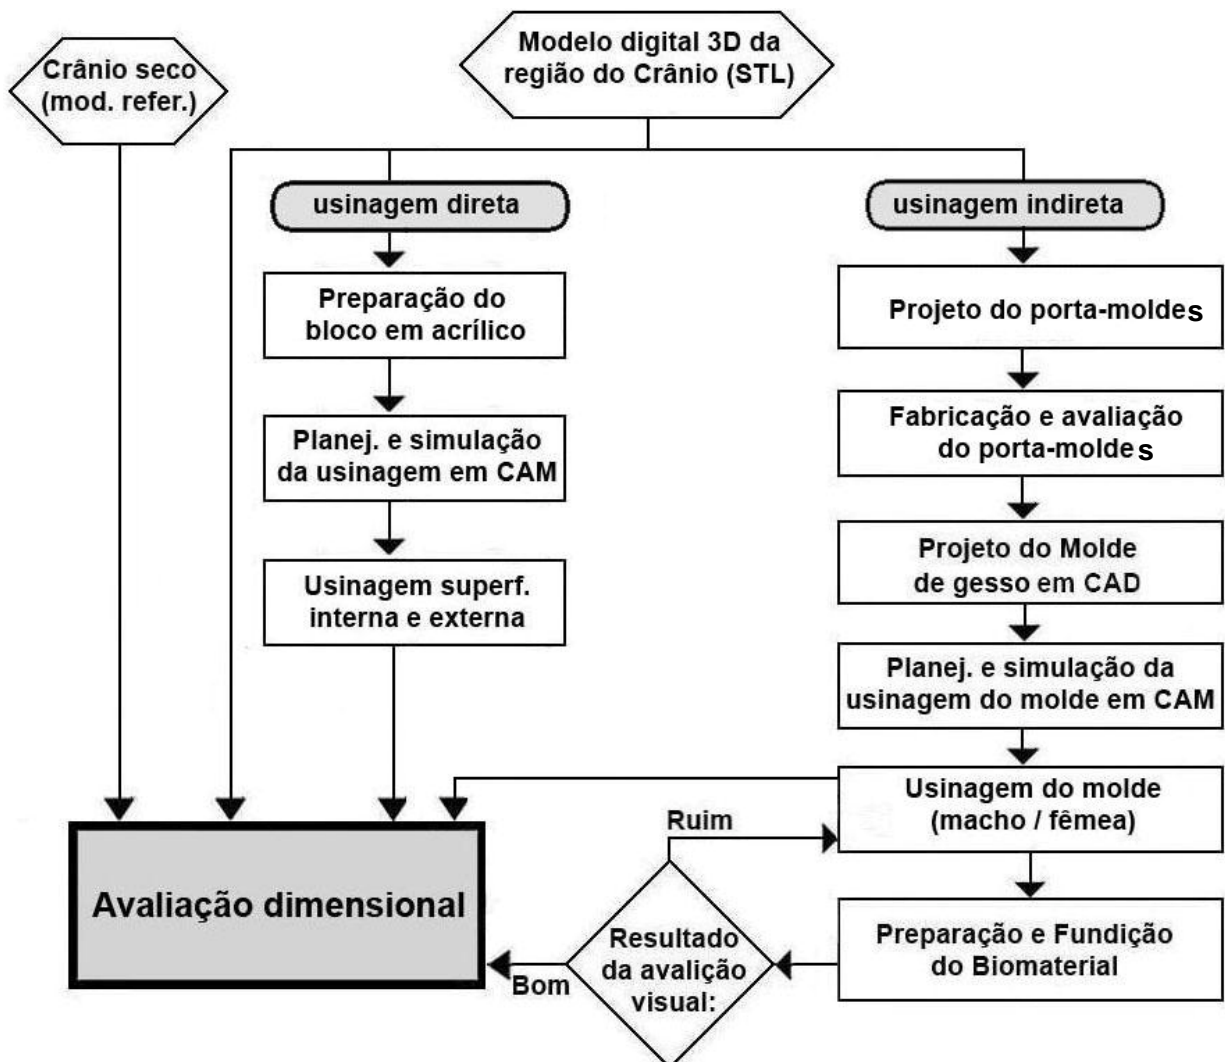 Crânio seco
(mod. refer.)
Modelo digital 3D da
região do Crânio (STL)
usinagem direta
Preparação do
bloco em acrílico
Planej. e simulação
da usinagem em CAM
Usinagem superf.
interna e externa
usinagem indireta
Projeto do porta-moldes
Fabricação e avaliação
do porta-moldes
Projeto do Molde
de gesso em CAD
Planej. e simulação da
usinagem do molde em CAM
Usinagem do molde
(macho / fêmea)
Preparação e Fundição
do Biomaterial
Ruim
Resultado
da avalição
visual:
Bom
Avaliação dimensional